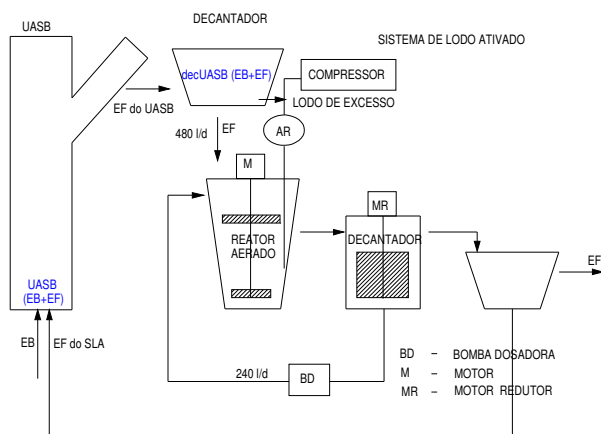 DECANTADOR
UASB
SISTEMA DE LODO ATIVADO
decUASB (EB+EF)
COMPRESSOR
EF do UASB
LODO DE EXCESSO
480 l/d
EF
AR
M
MR
REATOR
AERADO
DECANTADOR
EF
UASB
(EB+EF)
EB
EF do SLA
240 l/d
BD
BD – BOMBA DOSADORA
M – MOTOR
MR – MOTOR REDUTOR